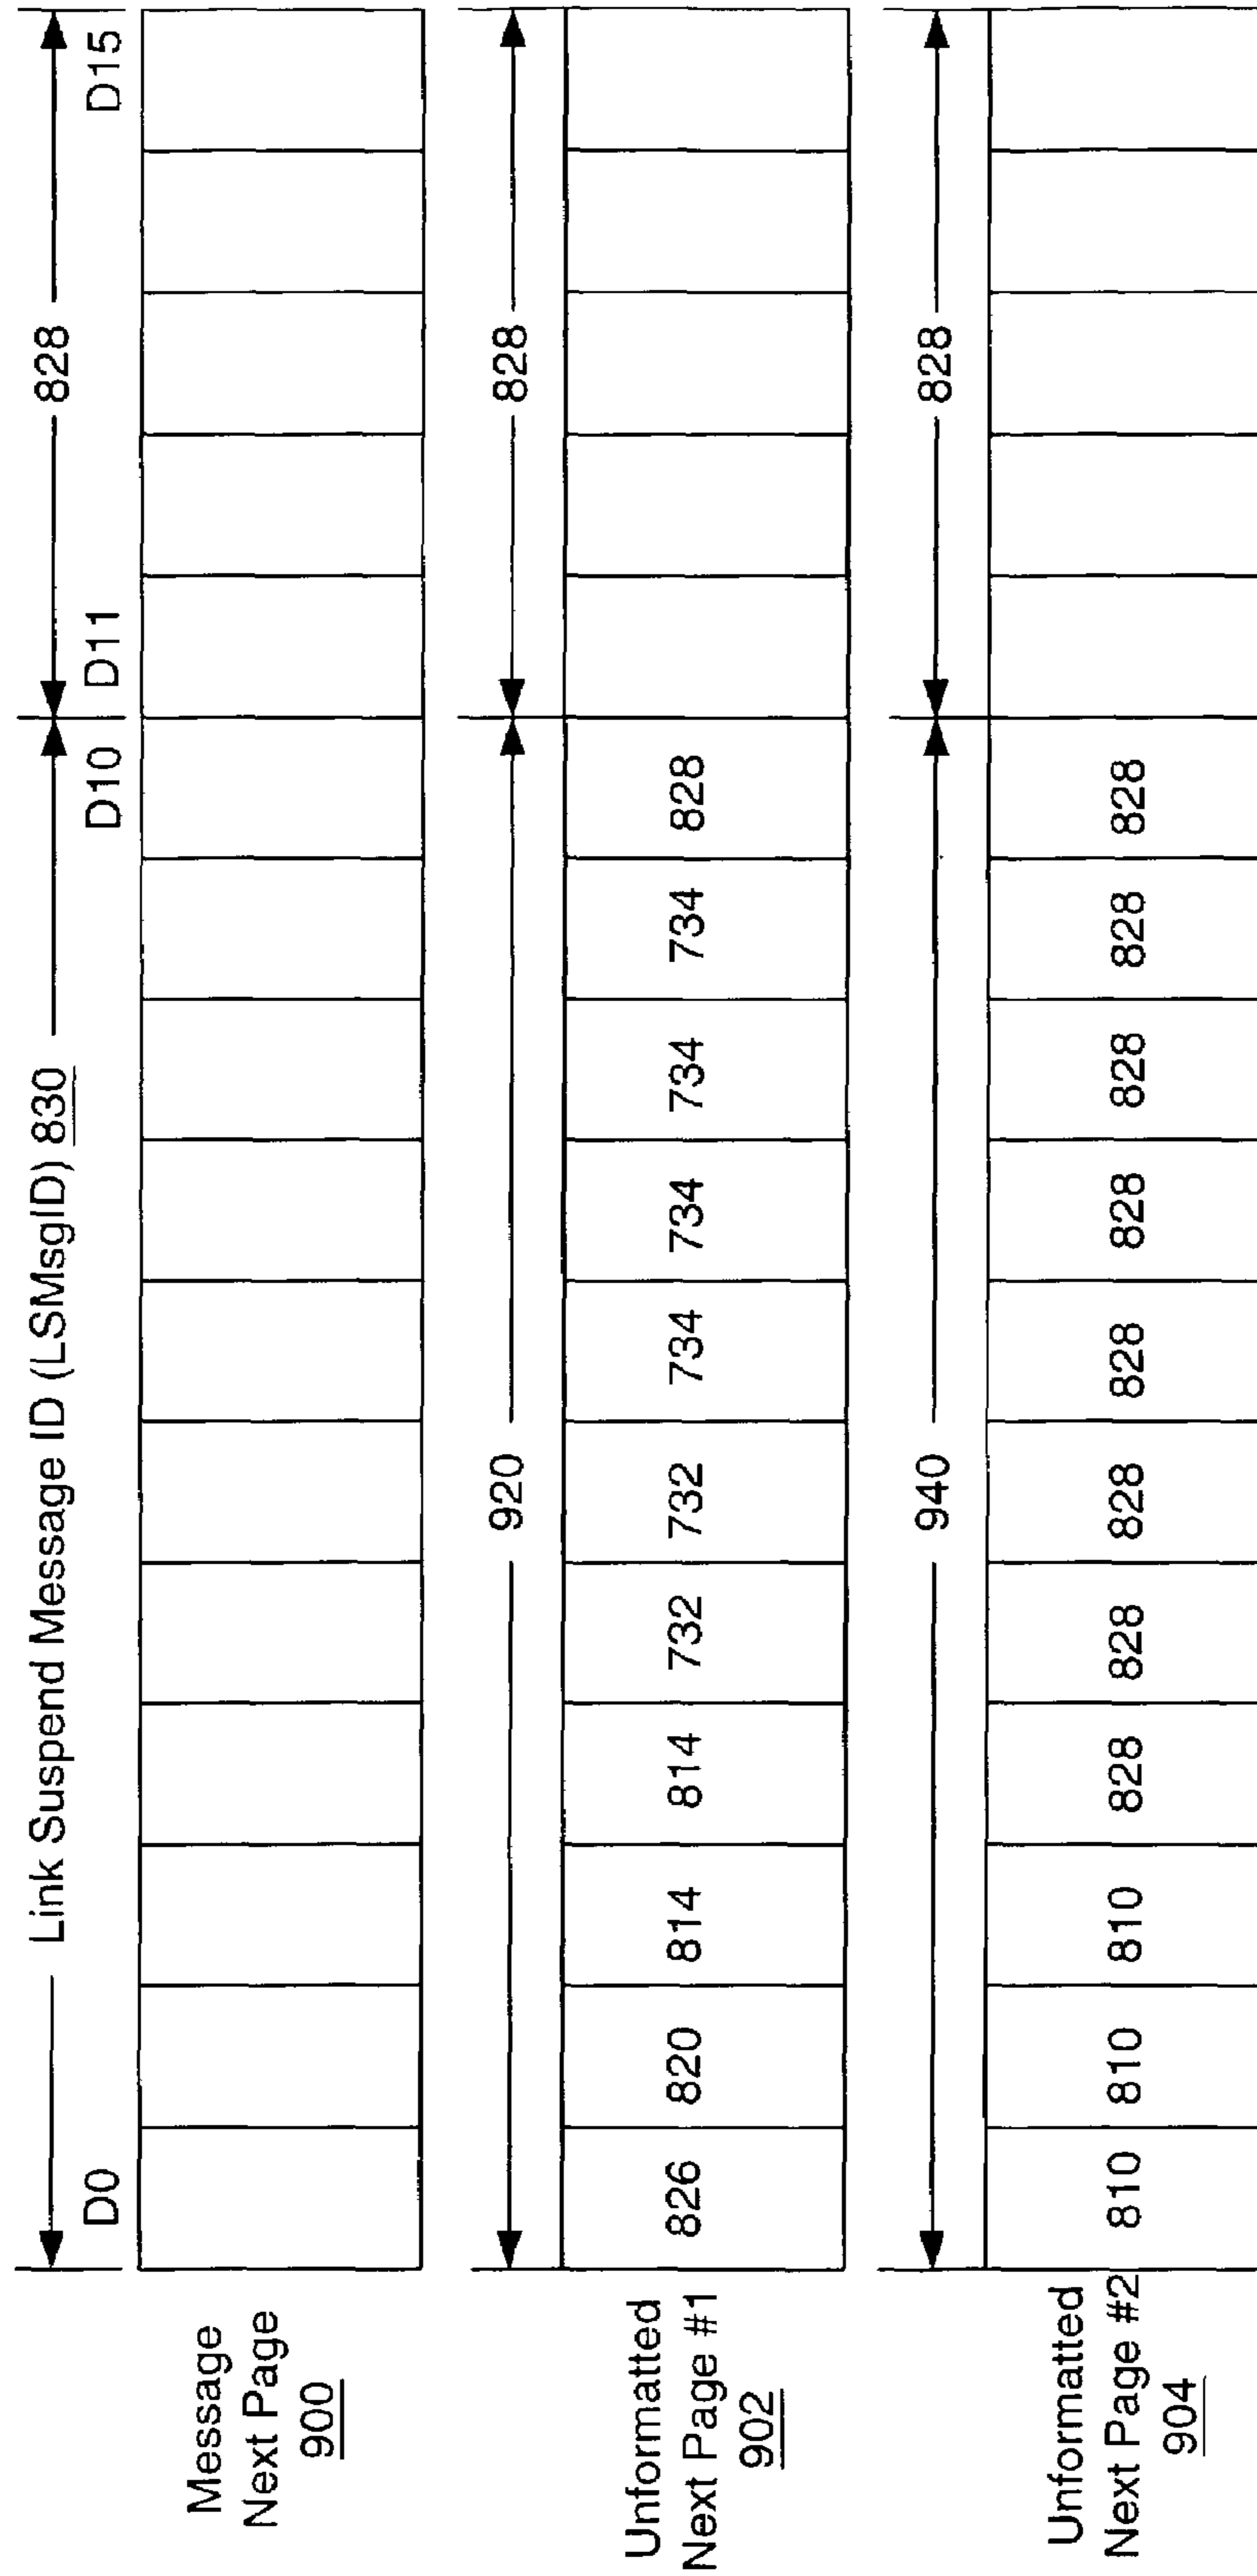 Link Suspend Message ID (LSMsgID) 830
828
D0
D10
D11
D15
Message
Next Page
900
920
828
Unformatted
Next Page #1
902
826
820
814
814
732
732
734
734
734
734
828
940
828
Unformatted
Next Page #2
904
810
810
810
828
828
828
828
828
828
828
828